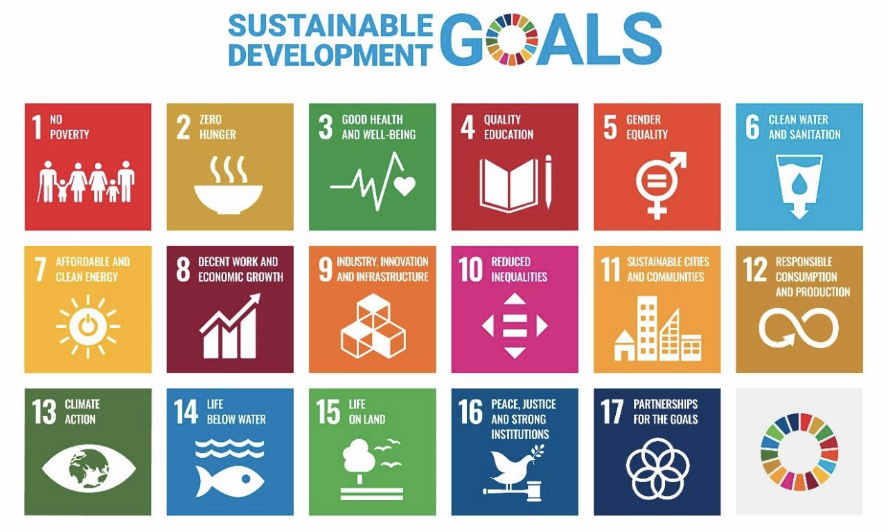 SUSTAINABLE
DEVELOPMENT
GOALS
1 NO
POVERTY
2 ZERO
HUNGER
3 GOOD HEALTH
AND WELL-BEING
4 QUALITY
EDUCATION
5 GENDER
EQUALITY
6 CLEAN WATER
AND SANITATION
7 AFFORDABLE AND
CLEAN ENERGY
8 DECENT WORK AND
ECONOMIC GROWTH
9 INDUSTRY, INNOVATION
AND INFRASTRUCTURE
10 REDUCED
INEQUALITIES
11 SUSTAINABLE CITIES
AND COMMUNITIES
12 RESPONSIBLE
CONSUMPTION
AND PRODUCTION
13 CLIMATE
ACTION
14 LIFE
BELOW WATER
15 LIFE
ON LAND
16 PEACE, JUSTICE
AND STRONG
INSTITUTIONS
17 PARTNERSHIPS
FOR THE GOALS